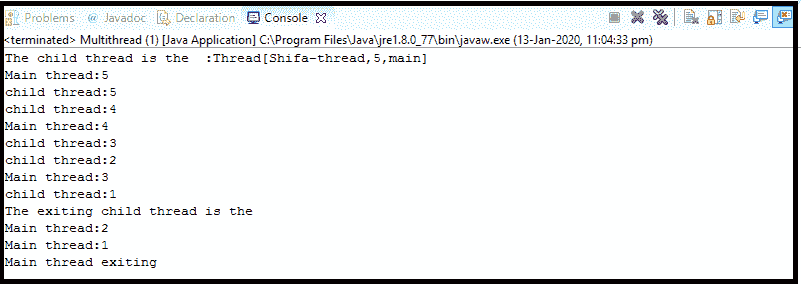 Problems @ Javadoc Declaration Console
<terminated> Multithread (1) [Java Application] C:\Program Files\Java\jre1.8.0_77\bin\javaw.exe (13-Jan-2020, 11:04:33 pm)
The child thread is the  :Thread[Shifa-thread,5,main]
Main thread:5
child thread:5
child thread:4
Main thread:4
child thread:3
child thread:2
Main thread:3
child thread:1
The exiting child thread is the
Main thread:2
Main thread:1
Main thread exiting